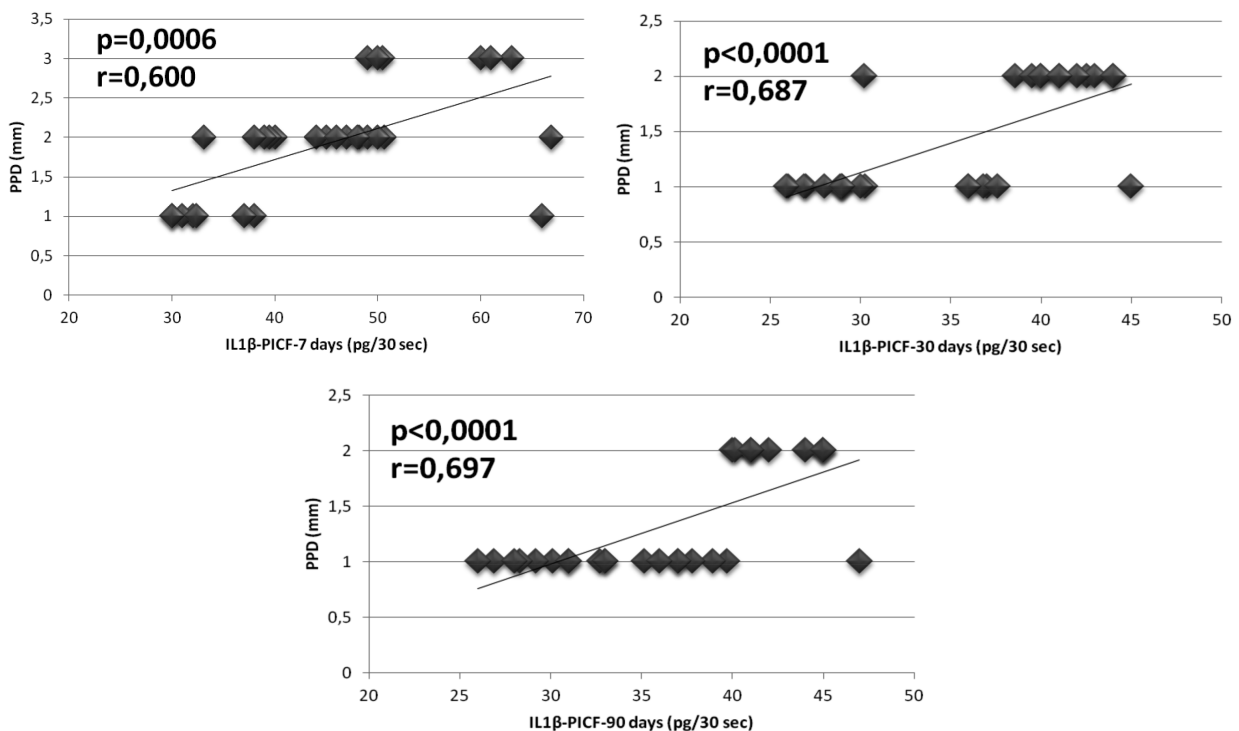 p=0,0006
r=0,600
PPD (mm)
3,5
3
2,5
2
1,5
1
0,5
0
20 30 40 50 60 70
IL1β-PICF-7 days (pg/30 sec)
p<0,0001
r=0,687
PPD (mm)
2,5
2
1,5
1
0,5
0
20 25 30 35 40 45 50
IL1β-PICF-30 days (pg/30 sec)
p<0,0001
r=0,697
PPD (mm)
2,5
2
1,5
1
0,5
0
20 25 30 35 40 45 50
IL1β-PICF-90 days (pg/30 sec)